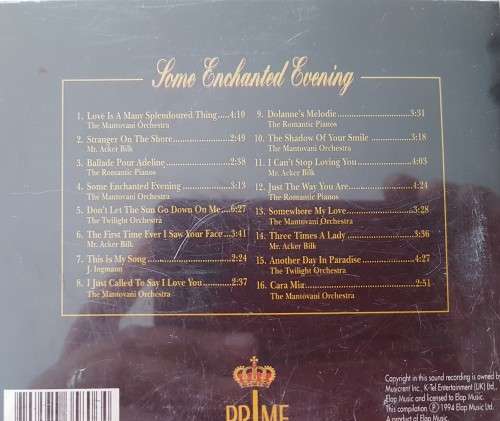 Some Enchanted Evening
1. Love Is A Many Splendoured Thing....4:10
The Mantovani Orchestra
2. Stranger On The Shore..............2:49
Mr. Acker Bilk
3. Ballade Pour Adeline..............2:38
The Romantic Pianos
4. Some Enchanted Evening..............3:13
The Mantovani Orchestra
5. Don't Let The Sun Go Down On Me...6:27
The Twilight Orchestra
6. The First Time Ever I Saw Your Face..3:41
Mr. Acker Bilk
7. This Is My Song..............2:24
J. Ingmann
8. I Just Called To Say I Love You........2:37
The Mantovani Orchestra
9. Dolanne's Melodie..............3:31
The Romantic Pianos
10. The Shadow Of Your Smile..........3:18
The Mantovani Orchestra
11. I Can't Stop Loving You..............4:03
Mr. Acker Bilk
12. Just The Way You Are..............4:24
The Romantic Pianos
13. Somewhere My Love..............3:28
The Mantovani Orchestra
14. Three Times A Lady..............3:36
Mr. Acker Bilk
15. Another Day In Paradise..............4:27
The Twilight Orchestra
16. Cara Mia..............2:51
The Mantovani Orchestra
PRIME
Copyright in this sound recording is owned by
Musicrent Inc., K-Tel Entertainment (UK) Ltd,
Elap Music and licensed to Elap Music.
This compilation Ⓟ 1994 Elap Music Ltd.
A product of Elap Music